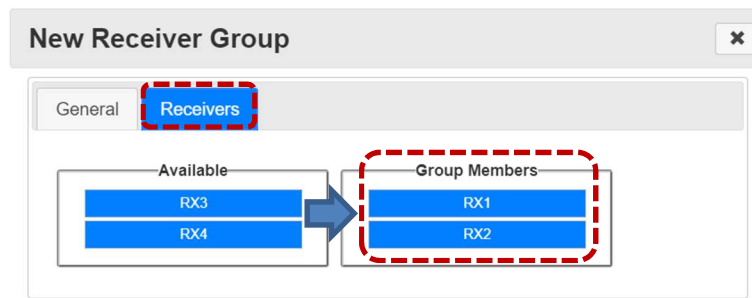 New Receiver Group
General Receivers
Available Group Members
RX3 RX1
RX4 RX2